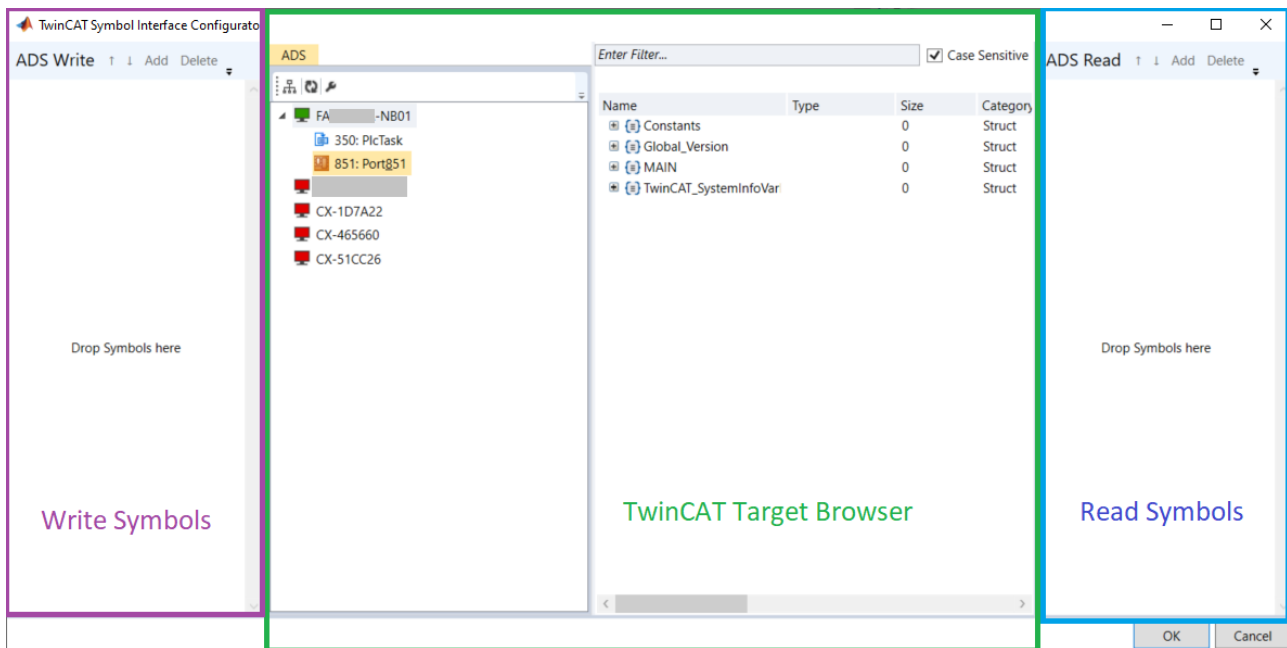 TwinCAT Symbol Interface Configurato
ADS Write ↑ ↓ Add Delete
Drop Symbols here
Write Symbols
ADS
FA -NB01
350: PlcTask
851: Port851
CX-1D7A22
CX-465660
CX-51CC26
Enter Filter...
Case Sensitive
Name Type Size Category
Constants 0 Struct
Global_Version 0 Struct
MAIN 0 Struct
TwinCAT_SystemInfoVar 0 Struct
TwinCAT Target Browser
ADS Read ↑ ↓ Add Delete
Drop Symbols here
Read Symbols
OK Cancel